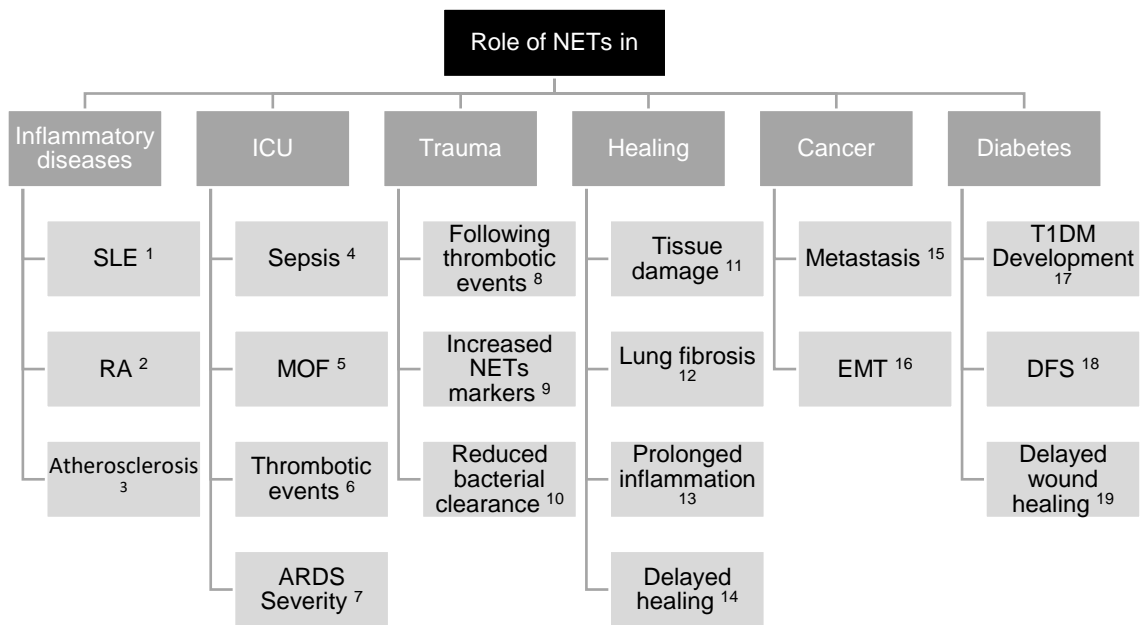 Role of NETs in
Inflammatory
diseases
ICU
Trauma
Healing
Cancer
Diabetes
SLE 1
RA 2
Atherosclerosis
3
Sepsis 4
MOF 5
Thrombotic
events 6
ARDS
Severity 7
Following
thrombotic
events 8
Increased
NETs
markers 9
Reduced
bacterial
clearance 10
Tissue
damage 11
Lung fibrosis
12
Prolonged
inflammation
13
Delayed
healing 14
Metastasis 15
EMT 16
T1DM
Development
17
DFS 18
Delayed
wound
healing 19